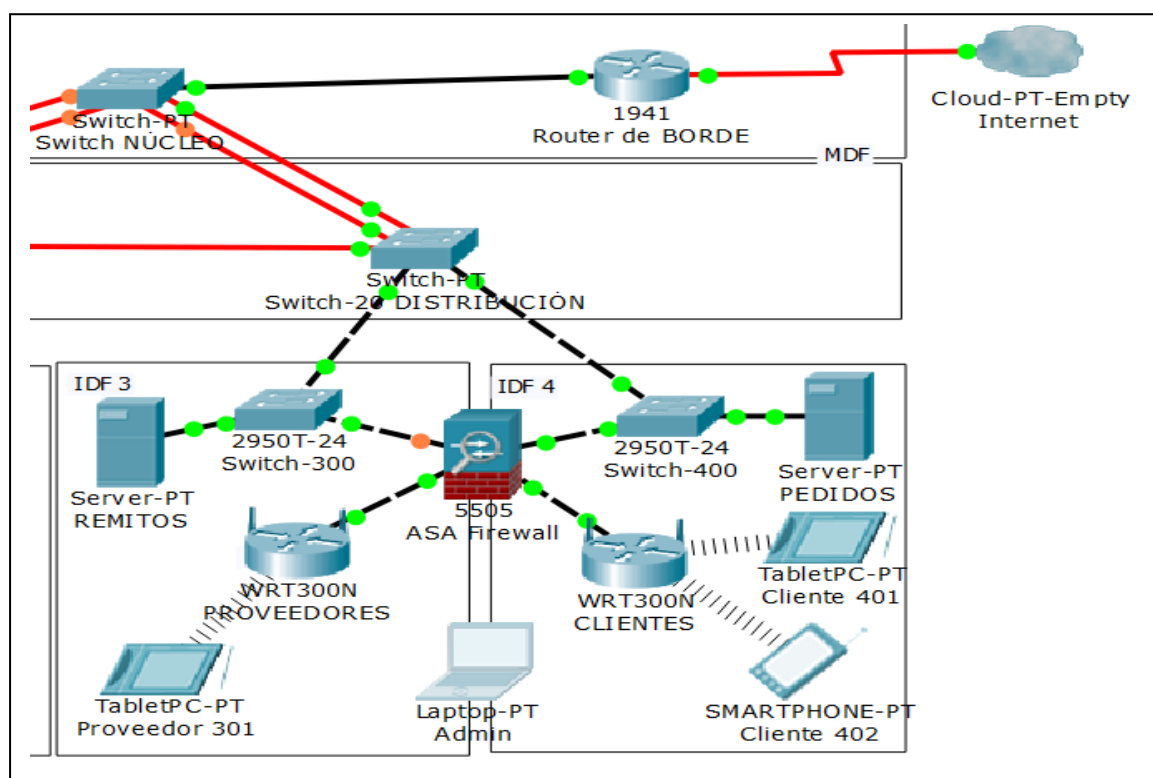 Switch-PT
Switch NÚCLEO
1941
Router de BORDE
Cloud-PT-Empty
Internet
MDF
Switch-PT
Switch-20 DISTRIBUCIÓN
IDF 3
Server-PT
REMITOS
2950T-24
Switch-300
5505
ASA Firewall
WRT300N
PROVEEDORES
TabletPC-PT
Proveedor 301
Laptop-PT
Admin
IDF 4
2950T-24
Switch-400
Server-PT
PEDIDOS
WRT300N
CLIENTES
TabletPC-PT
Cliente 401
SMARTPHONE-PT
Cliente 402